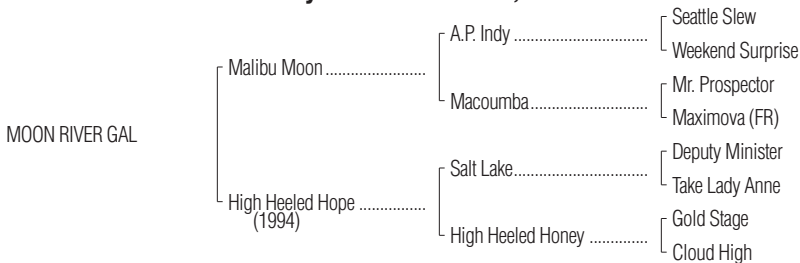 Seattle Slew
A.P. Indy
Weekend Surprise
Malibu Moon
Mr. Prospector
Macoumba
Maximova (FR)
MOON RIVER GAL
Deputy Minister
Salt Lake
Take Lady Anne
High Heeled Hope
(1994)
Gold Stage
High Heeled Honey
Cloud High